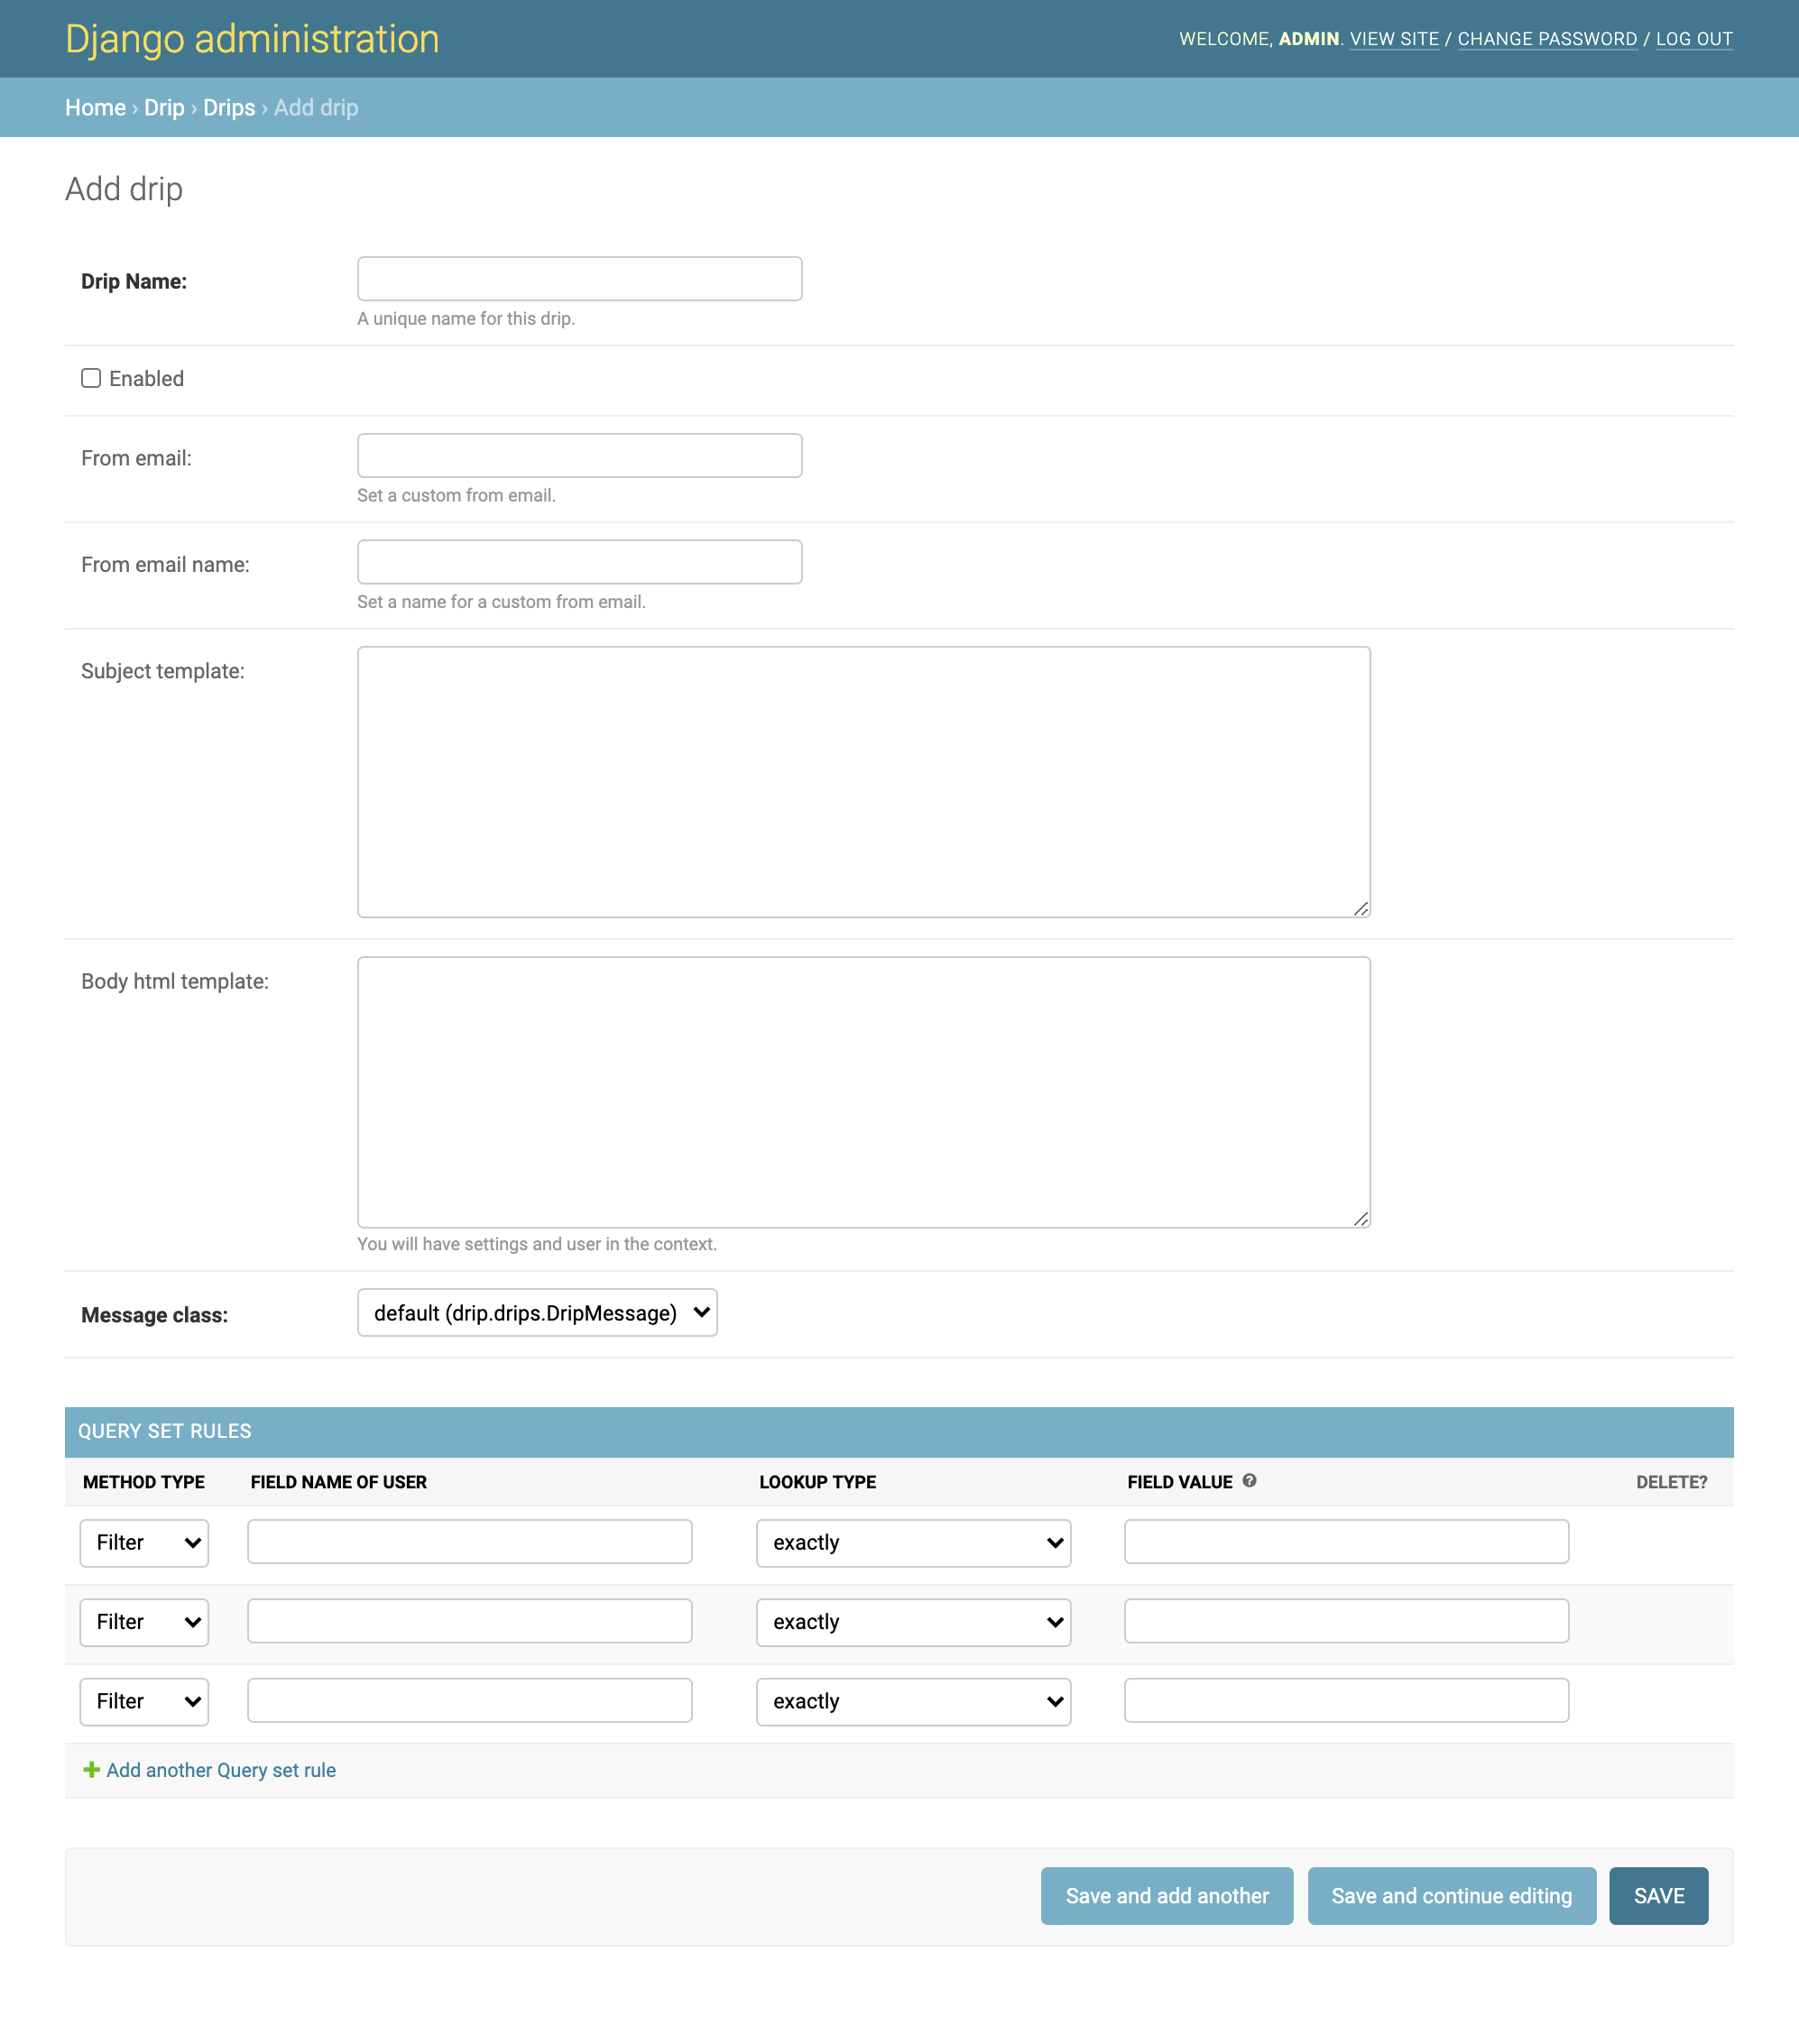 Django administration
WELCOME, ADMIN. VIEW SITE / CHANGE PASSWORD / LOG OUT
Home › Drip › Drips › Add drip
Add drip
Drip Name:
A unique name for this drip.
Enabled
From email:
Set a custom from email.
From email name:
Set a name for a custom from email.
Subject template:
Body html template:
You will have settings and user in the context.
Message class: default (drip.drips.DripMessage)
QUERY SET RULES
METHOD TYPE FIELD NAME OF USER LOOKUP TYPE FIELD VALUE ? DELETE?
Filter exactly
Filter exactly
Filter exactly
Add another Query set rule
Save and add another Save and continue editing SAVE